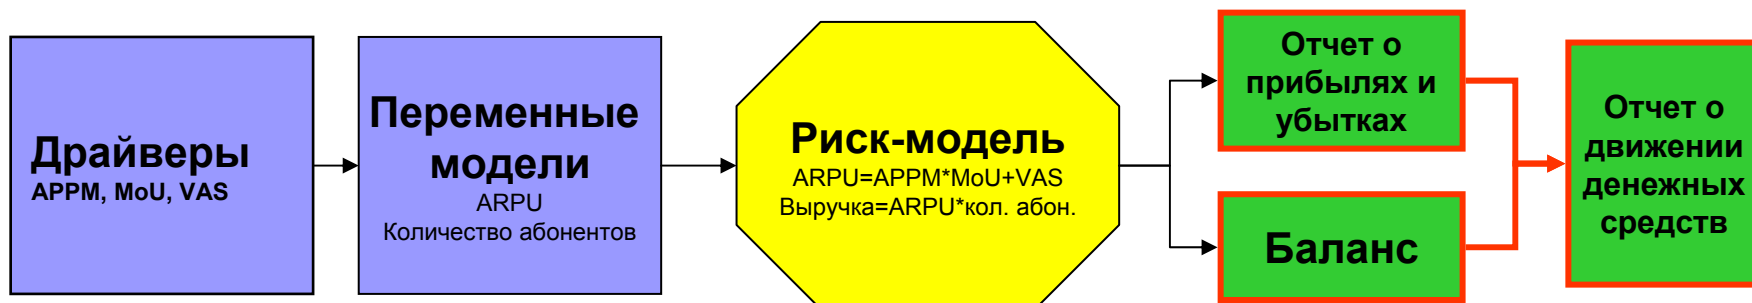 Драйверы
APPM, MoU, VAS
Переменные
модели
ARPU
Количество абонентов
Риск-модель
ARPU=APPM*MoU+VAS
Выручка=ARPU*кол. абон.
Отчет о
прибылях и
убытках
Баланс
Отчет о
движении
денежных
средств